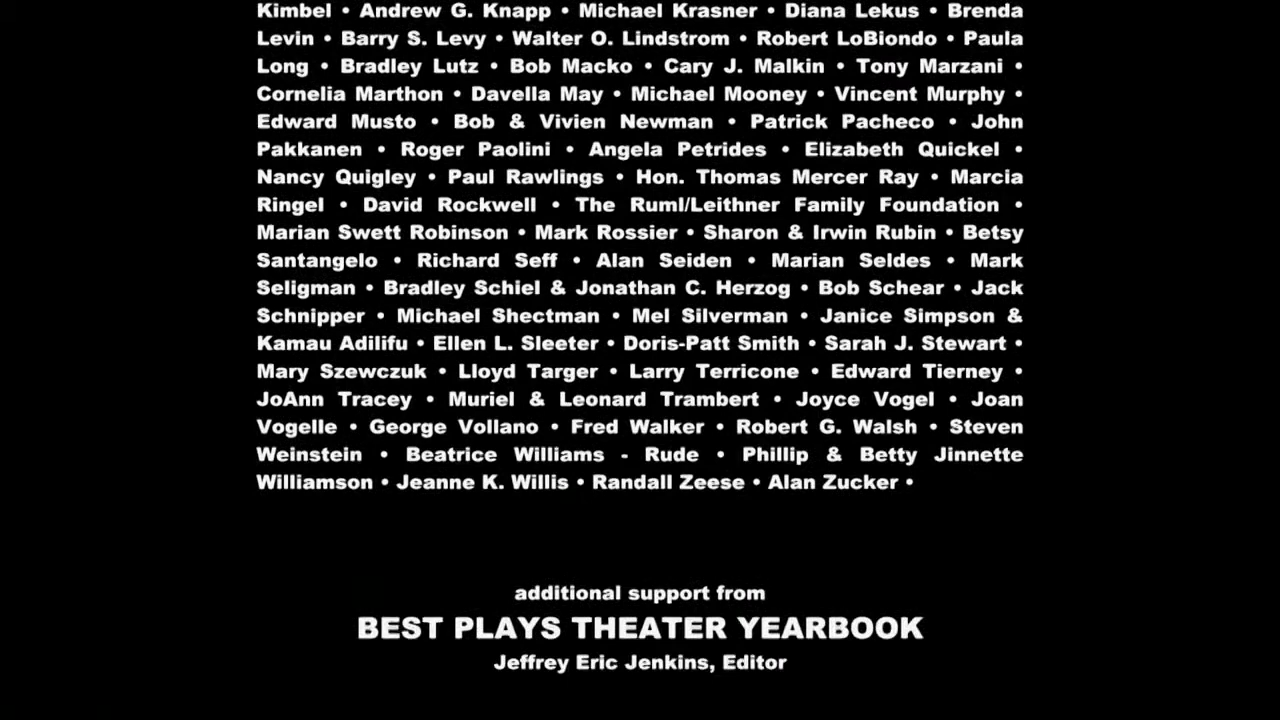 Kimbel • Andrew G. Knapp • Michael Krasner • Diana Lekus • Brenda
Levin • Barry S. Levy • Walter O. Lindstrom • Robert LoBiondo • Paula
Long • Bradley Lutz • Bob Macko • Cary J. Malkin • Tony Marzani •
Cornelia Marthon • Davella May • Michael Mooney • Vincent Murphy •
Edward Musto • Bob & Vivien Newman • Patrick Pacheco • John
Pakkanen • Roger Paolini • Angela Petrides • Elizabeth Quickel •
Nancy Quigley • Paul Rawlings • Hon. Thomas Mercer Ray • Marcia
Ringel • David Rockwell • The Ruml/Leithner Family Foundation •
Marian Swett Robinson • Mark Rossier • Sharon & Irwin Rubin • Betsy
Santangelo • Richard Seff • Alan Seiden • Marian Seldes • Mark
Seligman • Bradley Schiel & Jonathan C. Herzog • Bob Schear • Jack
Schnipper • Michael Shectman • Mel Silverman • Janice Simpson &
Kamau Adilifu • Ellen L. Sleeter • Doris-Patt Smith • Sarah J. Stewart •
Mary Szewczuk • Lloyd Targer • Larry Terricone • Edward Tierney •
JoAnn Tracey • Muriel & Leonard Trambert • Joyce Vogel • Joan
Vogelle • George Vollano • Fred Walker • Robert G. Walsh • Steven
Weinstein • Beatrice Williams - Rude • Phillip & Betty Jinnette
Williamson • Jeanne K. Willis • Randall Zeese • Alan Zucker •
additional support from
BEST PLAYS THEATER YEARBOOK
Jeffrey Eric Jenkins, Editor